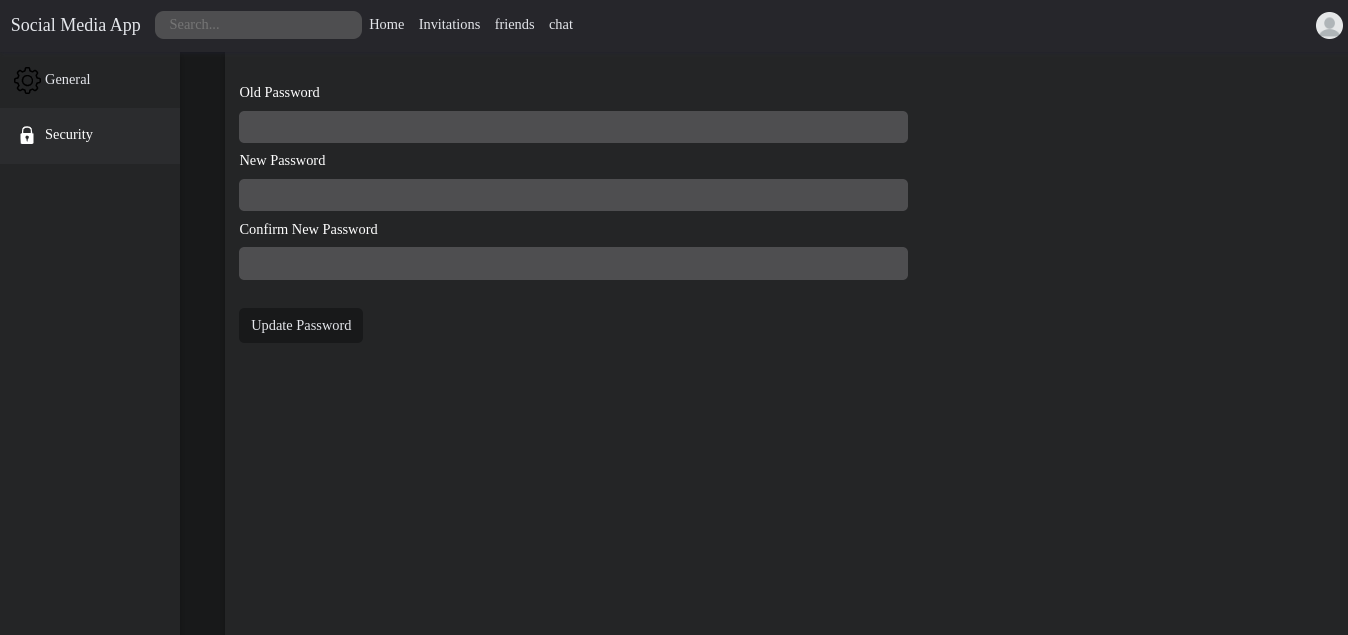 Social Media App Search... Home Invitations friends chat
General
Security
Old Password
New Password
Confirm New Password
Update Password